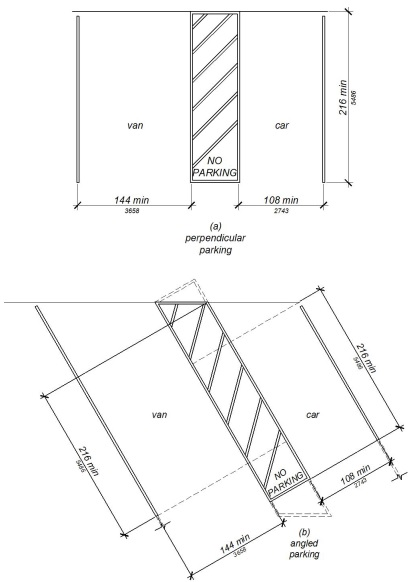 van
car
NO
PARKING
216 min
5486
144 min
3658
108 min
2743
(a)
perpendicular
parking
216 min
5486
van
car
216 min
5486
NO
PARKING
108 min
2743
144 min
3658
(b)
angled
parking